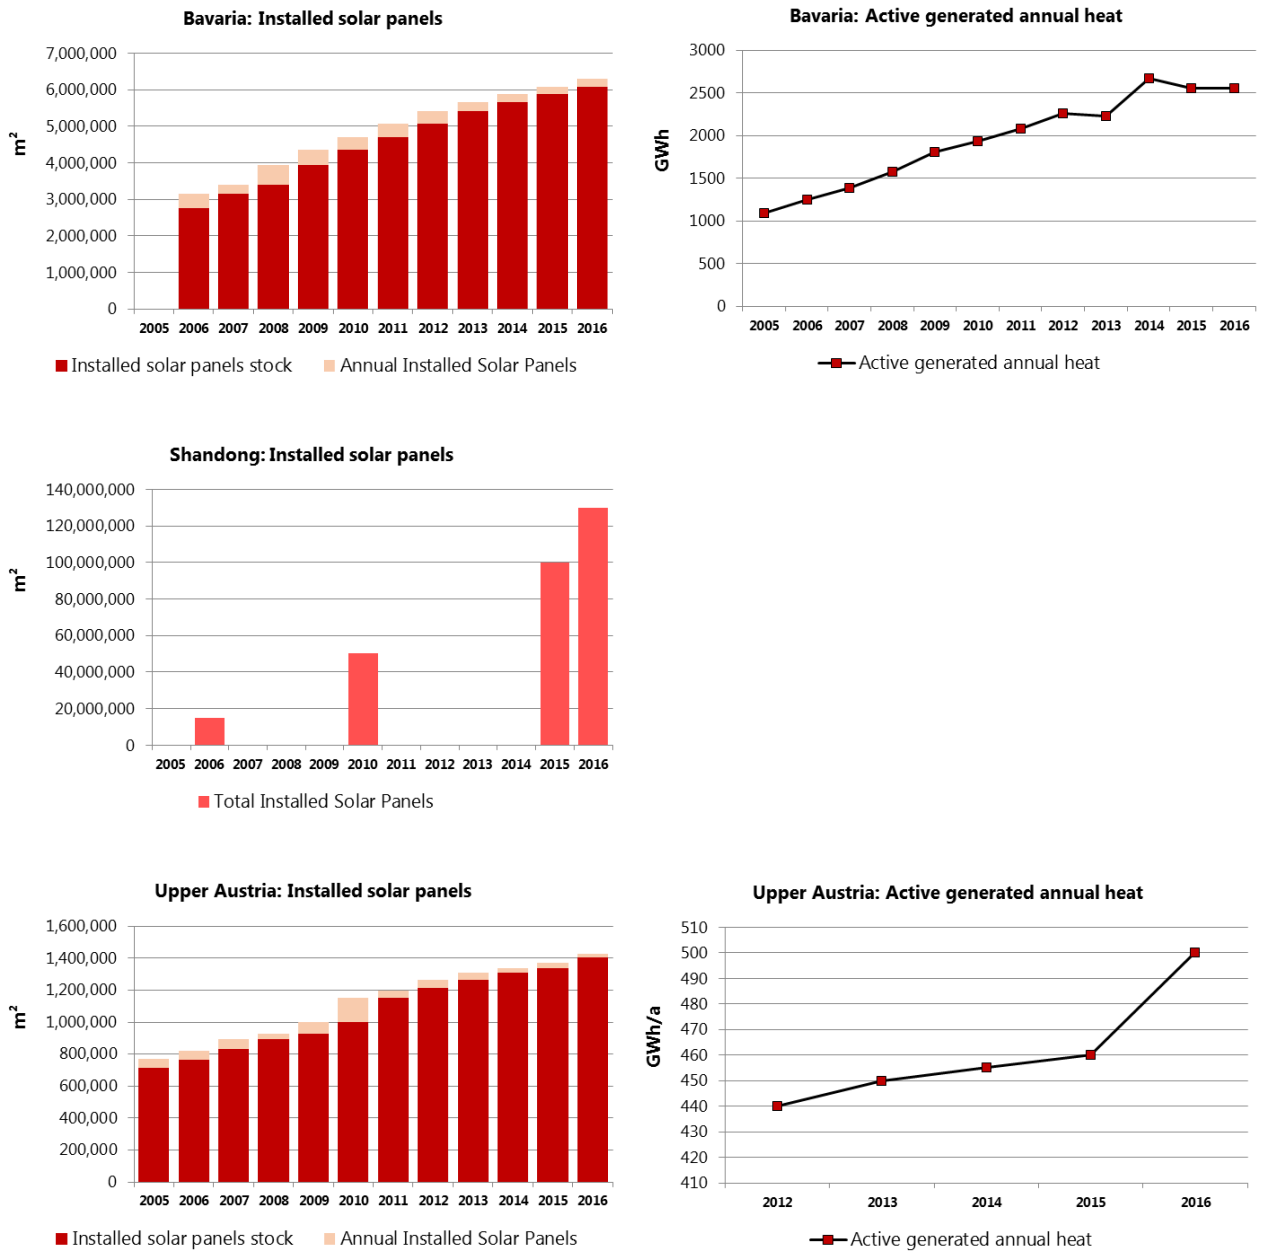 Bavaria: Installed solar panels
7,000,000
6,000,000
5,000,000
4,000,000
3,000,000
2,000,000
1,000,000
0
m²
2005 2006 2007 2008 2009 2010 2011 2012 2013 2014 2015 2016
Installed solar panels stock Annual Installed Solar Panels
Bavaria: Active generated annual heat
3000
2500
2000
1500
1000
500
0
GWh
2005 2006 2007 2008 2009 2010 2011 2012 2013 2014 2015 2016
Active generated annual heat
Shandong: Installed solar panels
140,000,000
120,000,000
100,000,000
80,000,000
60,000,000
40,000,000
20,000,000
0
m²
2005 2006 2007 2008 2009 2010 2011 2012 2013 2014 2015 2016
Total Installed Solar Panels
Upper Austria: Installed solar panels
1,600,000
1,400,000
1,200,000
1,000,000
800,000
600,000
400,000
200,000
0
m²
2005 2006 2007 2008 2009 2010 2011 2012 2013 2014 2015 2016
Installed solar panels stock Annual Installed Solar Panels
Upper Austria: Active generated annual heat
510
500
490
480
470
460
450
440
430
420
410
GWh/a
2012 2013 2014 2015 2016
Active generated annual heat